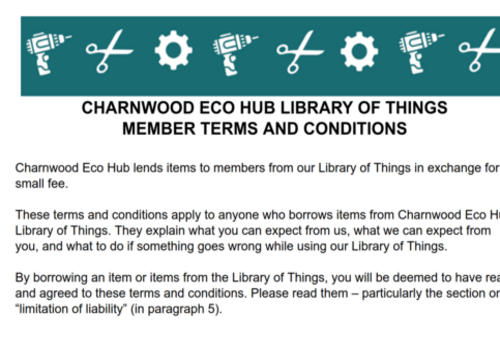 CHARNWOOD ECO HUB LIBRARY OF THINGS
MEMBER TERMS AND CONDITIONS
Charnwood Eco Hub lends items to members from our Library of Things in exchange for
small fee.
These terms and conditions apply to anyone who borrows items from Charnwood Eco
Library of Things. They explain what you can expect from us, what we can expect from
you, and what to do if something goes wrong while using our Library of Things.
By borrowing an item or items from the Library of Things, you will be deemed to have
and agreed to these terms and conditions. Please read them – particularly the section
“limitation of liability” (in paragraph 5).